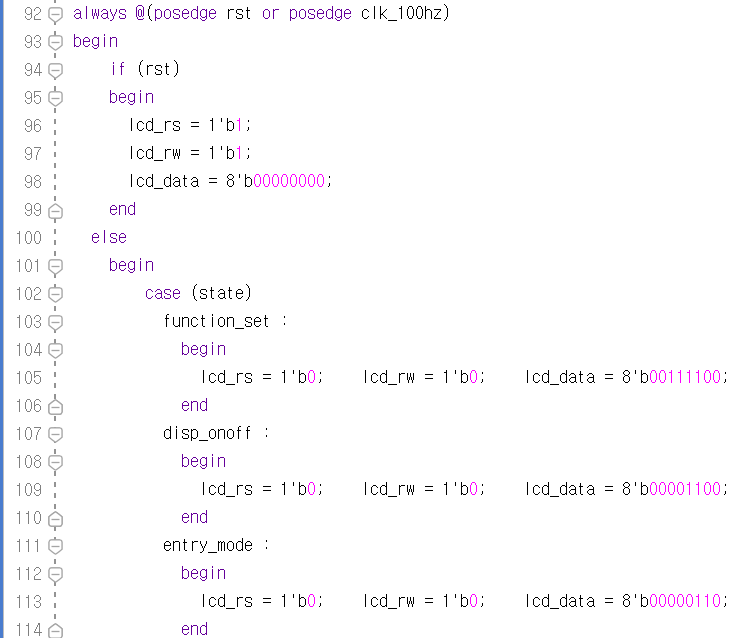 92 always @(posedge rst or posedge clk_100hz)
93 begin
94 if (rst)
95 begin
96 lcd_rs = 1'b1;
97 lcd_rw = 1'b1;
98 lcd_data = 8'b00000000;
99 end
100 else
101 begin
102 case (state)
103 function_set :
104 begin
105 lcd_rs = 1'b0; lcd_rw = 1'b0; lcd_data = 8'b00111100;
106 end
107 disp_onoff :
108 begin
109 lcd_rs = 1'b0; lcd_rw = 1'b0; lcd_data = 8'b00001100;
110 end
111 entry_mode :
112 begin
113 lcd_rs = 1'b0; lcd_rw = 1'b0; lcd_data = 8'b00000110;
114 end